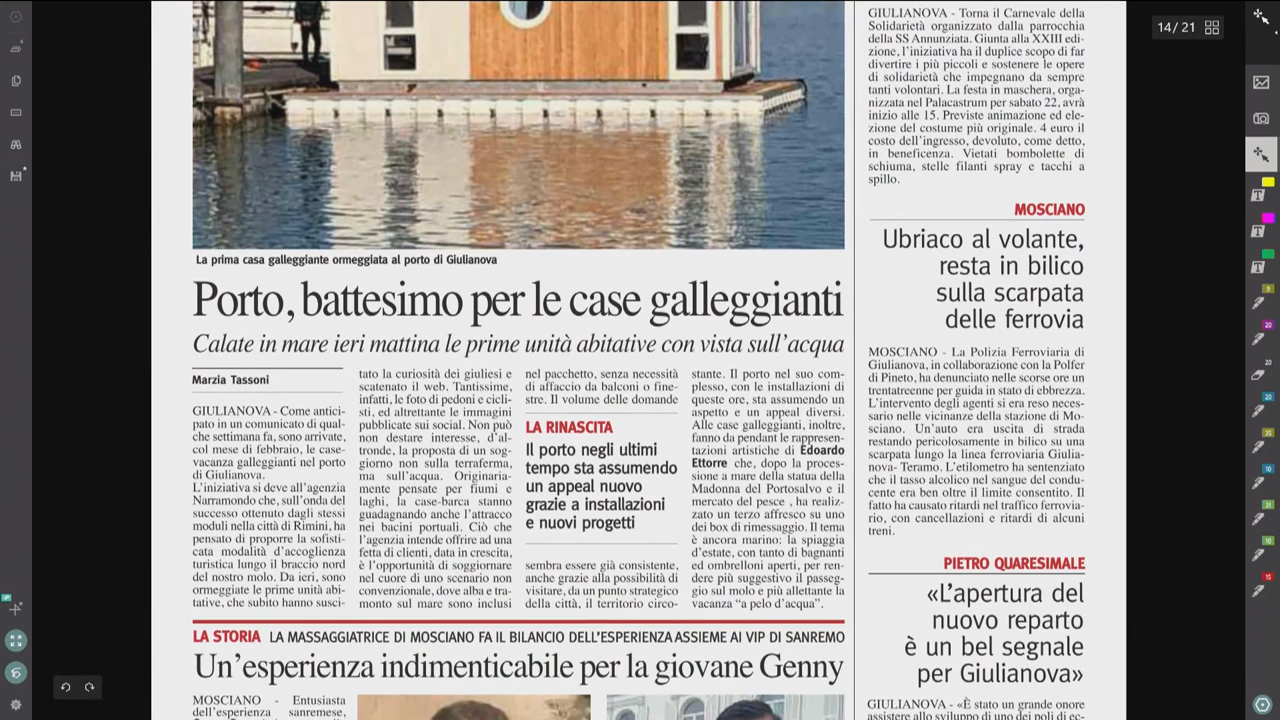 14/ 21
La prima casa galleggiante ormeggiata al porto di Giulianova
Porto, battesimo per le case galleggianti
Calate in mare ieri mattina le prime unità abitative con vista sull'acqua
Marzia Tassoni
GIULIANOVA - Come antici-
pato in un comunicato di qual-
che settimana fa, sono arrivate,
col mese di febbraio, le case-
vacanza galleggianti nel porto
di Giulianova.
L'iniziativa si deve all'agenzia
Narramondo che, sull'onda del
successo ottenuto dagli stessi
moduli nella città di Rimini, ha
pensato di proporre la sofisti-
cata modalità d'accoglienza
turistica lungo il braccio nord
del nostro molo. Da ieri, sono
ormeggiate le prime unità abi-
tative, che subito hanno susci-
tato la curiosità dei giuliesi e
scatenato il web. Tantissime,
infatti, le foto di pedoni e cicli-
sti, ed altrettante le immagini
pubblicate sui social. Non può
non destare interesse, d'al-
tronde, la proposta di un sog-
giorno non sulla terraferma,
ma sull'acqua. Originaria-
mente pensate per fiumi e
laghi, la case-barca stanno
guadagnando anche l'attracco
nei bacini portuali. Ciò che
l'agenzia intende offrire ad una
fetta di clienti, data in crescita,
è l'opportunità di soggiornare
nel cuore di uno scenario non
convenzionale, dove alba e tra-
monto sul mare sono inclusi
nel pacchetto, senza necessità
di affaccio da balconi o fine-
stre. Il volume delle domande
LA RINASCITA
Il porto negli ultimi
tempo sta assumendo
un appeal nuovo
grazie a installazioni
e nuovi progetti
sembra essere già consistente,
anche grazie alla possibilità di
visitare, da un punto strategico
della città, il territorio circo-
stante. Il porto nel suo com-
plesso, con le installazioni di
queste ore, sta assumendo un
aspetto e un appeal diversi.
Alle case galleggianti, inoltre,
fanno da pendant le rappresen-
tazioni artistiche di Edoardo
Ettorre che, dopo la proces-
sione a mare della statua della
Madonna del Portosalvo e il
mercato del pesce , ha realiz-
zato un terzo affresco su uno
dei box di rimessaggio. Il tema
è ancora marino: la spiaggia
d'estate, con tanto di bagnanti
ed ombrelloni aperti, per ren-
dere più suggestivo il passeg-
gio sul molo e più allettante la
vacanza "a pelo d'acqua".
LA STORIA LA MASSAGGIATRICE DI MOSCIANO FA IL BILANCIO DELL'ESPERIENZA ASSIEME AI VIP DI SANREMO
Un'esperienza indimenticabile per la giovane Genny
MOSCIANO - Entusiasta
dell'esperienza sanremese,
GIULIANOVA - Torna il Carnevale della
Solidarietà organizzato dalla parrocchia
della SS Annunziata. Giunta alla XXIII edi-
zione, l'iniziativa ha il duplice scopo di far
divertire i più piccoli e sostenere le opere
di solidarietà che impegnano da sempre
tanti volontari. La festa in maschera, orga-
nizzata nel Palacastrum per sabato 22, avrà
inizio alle 15. Previste animazione ed ele-
zione del costume più originale. 4 euro il
costo dell'ingresso, devoluto, come detto,
in beneficenza. Vietati bombolette di
schiuma, stelle filanti spray e tacchi a
spillo.
MOSCIANO
Ubriaco al volante,
resta in bilico
sulla scarpata
delle ferrovia
MOSCIANO - La Polizia Ferroviaria di
Giulianova, in collaborazione con la Polfer
di Pineto, ha denunciato nelle scorse ore un
trentatreenne per guida in stato di ebbrezza.
L'intervento degli agenti si era reso neces-
sario nelle vicinanze della stazione di Mo-
sciano. Un'auto era uscita di strada
restando pericolosamente in bilico su una
scarpata lungo la linea ferroviaria Giulia-
nova- Teramo. L'etilometro ha sentenziato
che il tasso alcolico nel sangue del condu-
cente era ben oltre il limite consentito. Il
fatto ha causato ritardi nel traffico ferrovia-
rio, con cancellazioni e ritardi di alcuni
treni.
PIETRO QUARESIMALE
«L'apertura del
nuovo reparto
è un bel segnale
per Giulianova»
GIULIANOVA - «È stato un grande onore
assistere allo sviluppo di uno dei poli di ec-